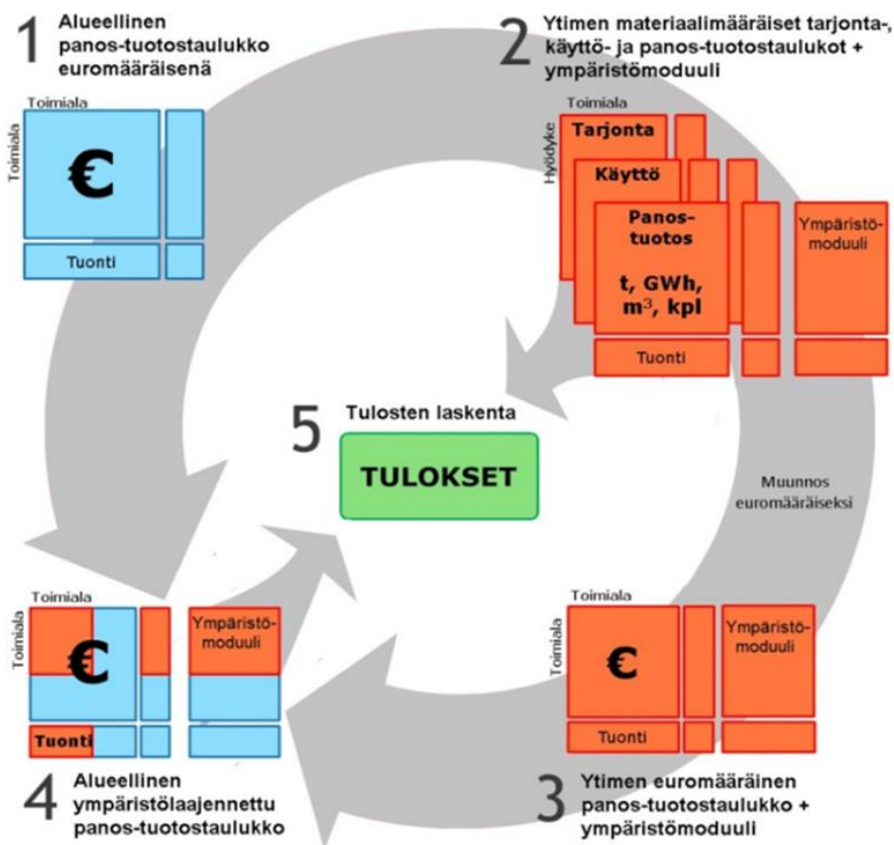 1
Alueellinen
panos-tuotostaulukko
euromääräisenä
Toimiala
Toimiala
€
Tuonti
2
Ytimen materiaalimääräiset tarjonta-,
käyttö- ja panos-tuotostaulukot +
ympäristömoduuli
Toimiala
Hyödyke
Tarjonta
Käyttö
Panos-
tuotos
t, GWh,
m³, kpl
Tuonti
Ympäristö-
moduuli
5
Tulosten laskenta
TULOKSET
Muunnos
euromääräiseksi
Toimiala
Toimiala
€
Tuonti
Ympäristö-
moduuli
4
Alueellinen
ympäristölaajennettu
panos-tuotostaulukko
Toimiala
Toimiala
€
Tuonti
Ympäristö-
moduuli
3
Ytimen euromääräinen
panos-tuotostaulukko +
ympäristömoduuli